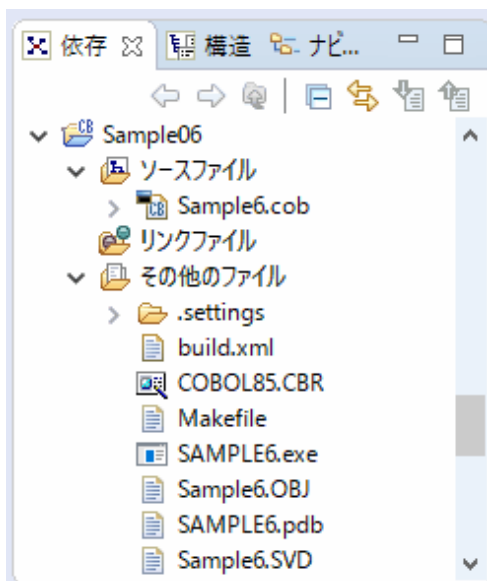 依存 構造 ナビ...
Sample06
ソースファイル
Sample6.cob
リンクファイル
その他のファイル
.settings
build.xml
COBOL85.CBR
Makefile
SAMPLE6.exe
Sample6.OBJ
SAMPLE6.pdb
Sample6.SVD